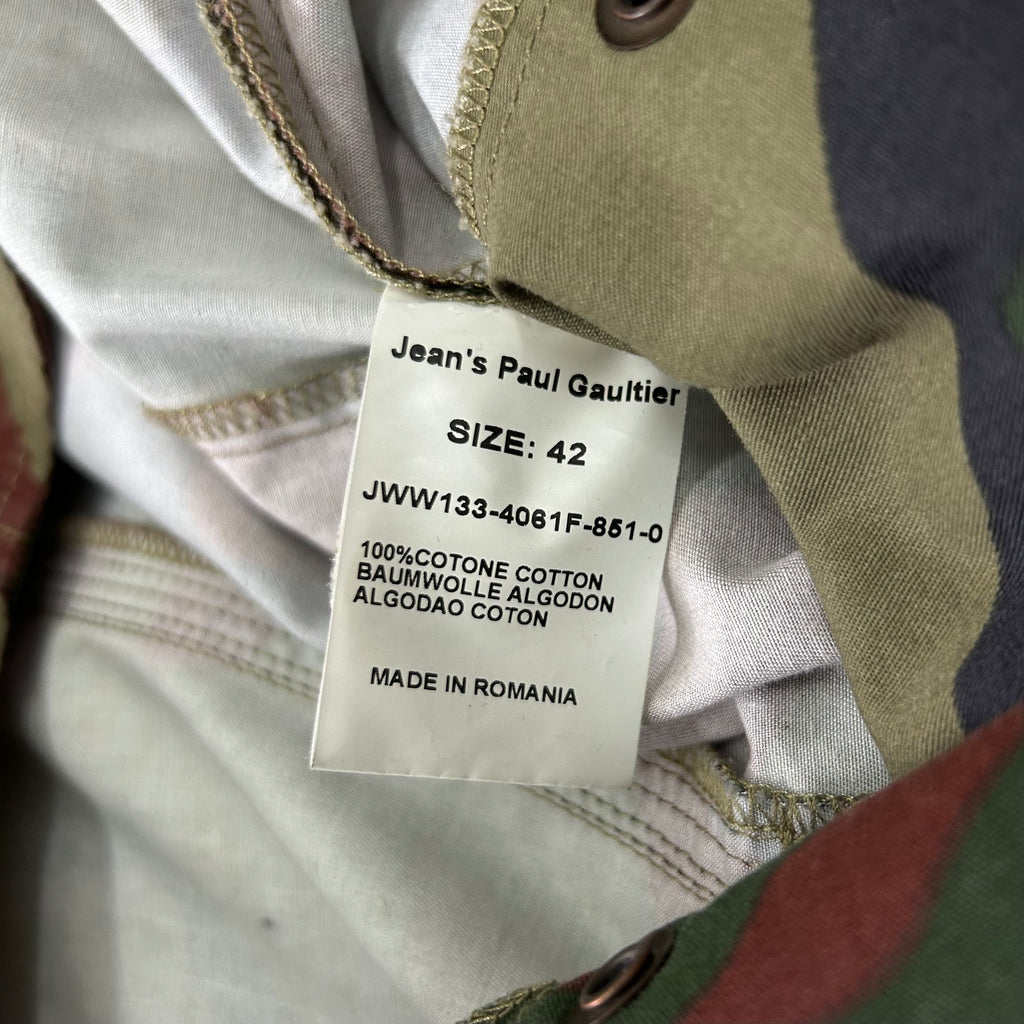 Jean's Paul Gaultier
SIZE: 42
JWW133-4061F-851-0
100%COTONE COTTON
BAUMWOLLE ALGODON
ALGODAO COTON
MADE IN ROMANIA